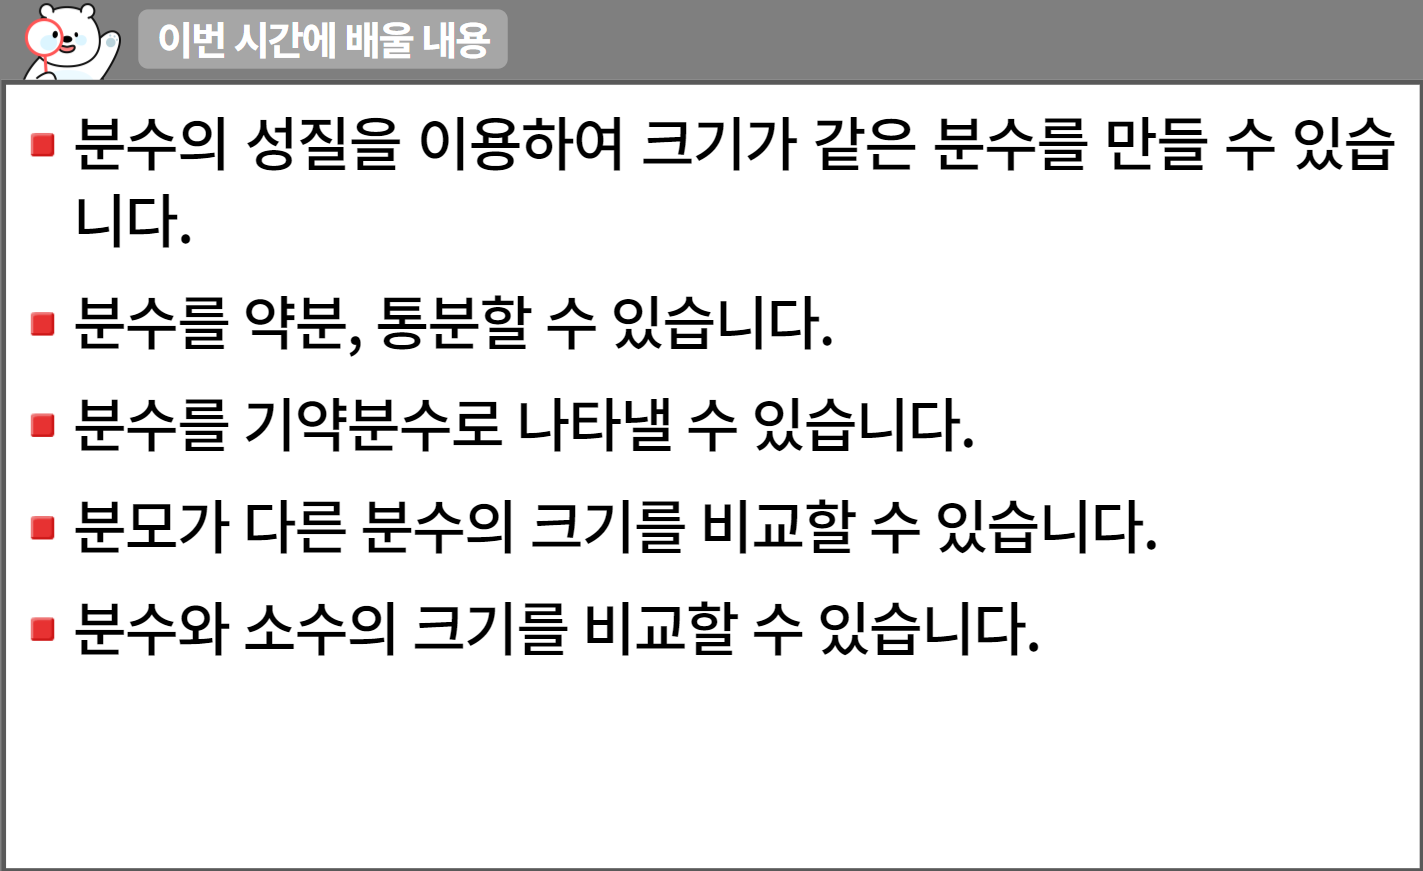 이번 시간에 배울 내용
분수의 성질을 이용하여 크기가 같은 분수를 만들 수 있습
니다.
분수를 약분, 통분할 수 있습니다.
분수를 기약분수로 나타낼 수 있습니다.
분모가 다른 분수의 크기를 비교할 수 있습니다.
분수와 소수의 크기를 비교할 수 있습니다.